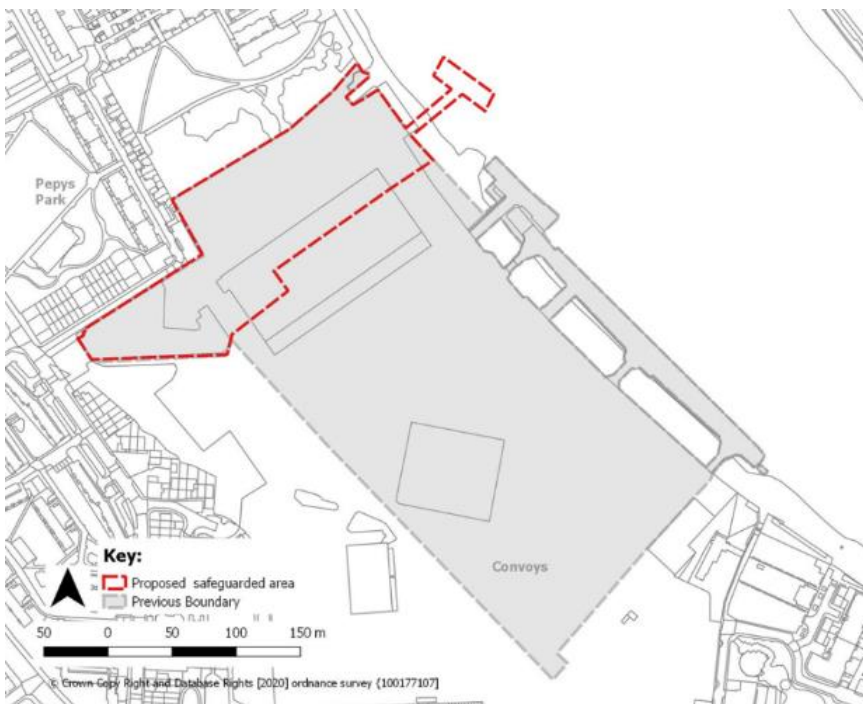 Pepys
Park
Convoys
Key:
Proposed safeguarded area
Previous Boundary
50 0 50 100 150 m
© Crown Copy Right and Database Rights [2020] ordnance survey {100177107]